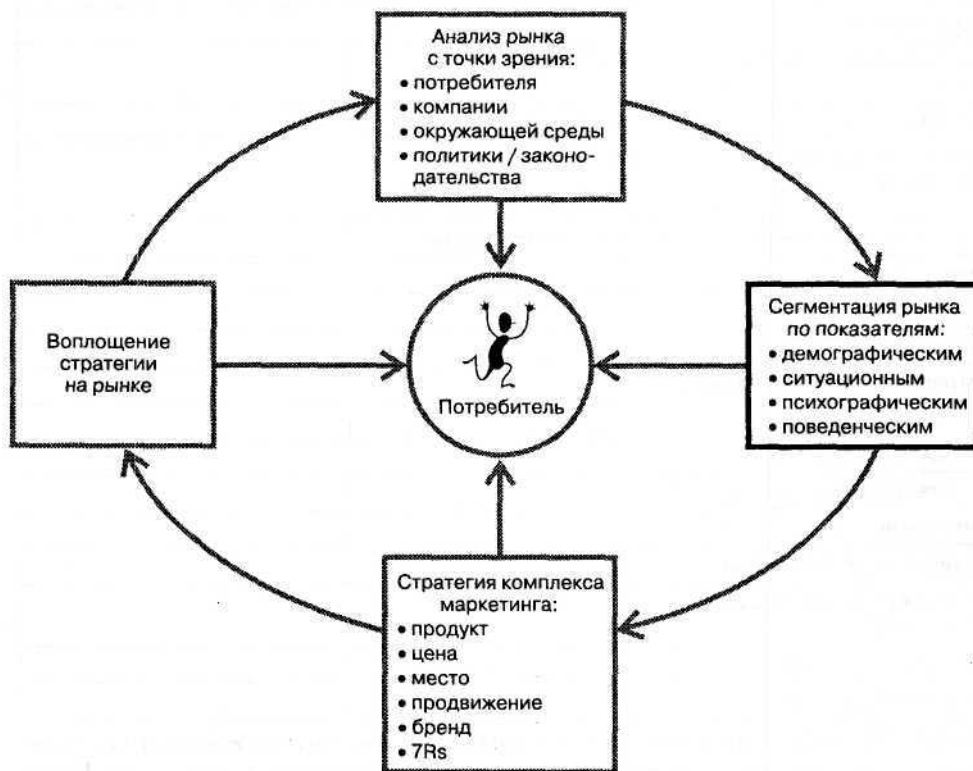 Анализ рынка
с точки зрения:
• потребителя
• компании
• окружающей среды
• политики / законо-
дательства
Воплощение
стратегии
на рынке
Потребитель
Сегментация рынка
по показателям:
• демографическим
• ситуационным
• психографическим
• поведенческим
Стратегия комплекса
маркетинга:
• продукт
• цена
• место
• продвижение
• бренд
• 7Rs